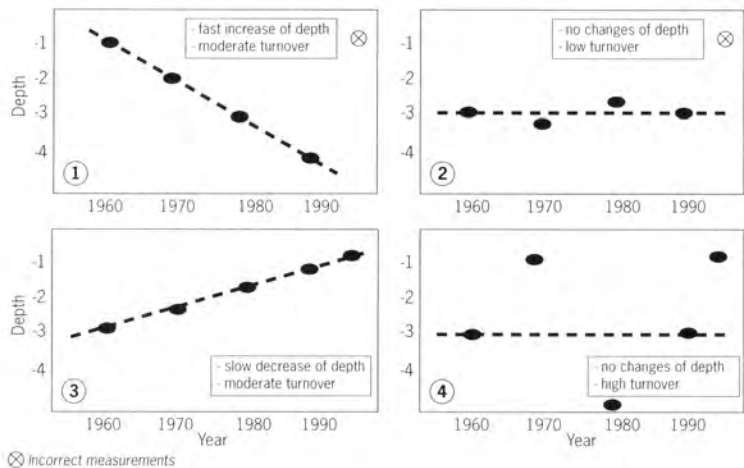 - fast increase of depth
- moderate turnover
-1
-2
-3
-4
Depth
1
1960 1970 1980 1990
- no changes of depth
- low turnover
-1
-2
-3
-4
2
1960 1970 1980 1990
-1
-2
-3
-4
Depth
- slow decrease of depth
- moderate turnover
3
1960 1970 1980 1990
Year
-1
-2
-3
-4
- no changes of depth
- high turnover
4
1960 1970 1980 1990
Year
Incorrect measurements